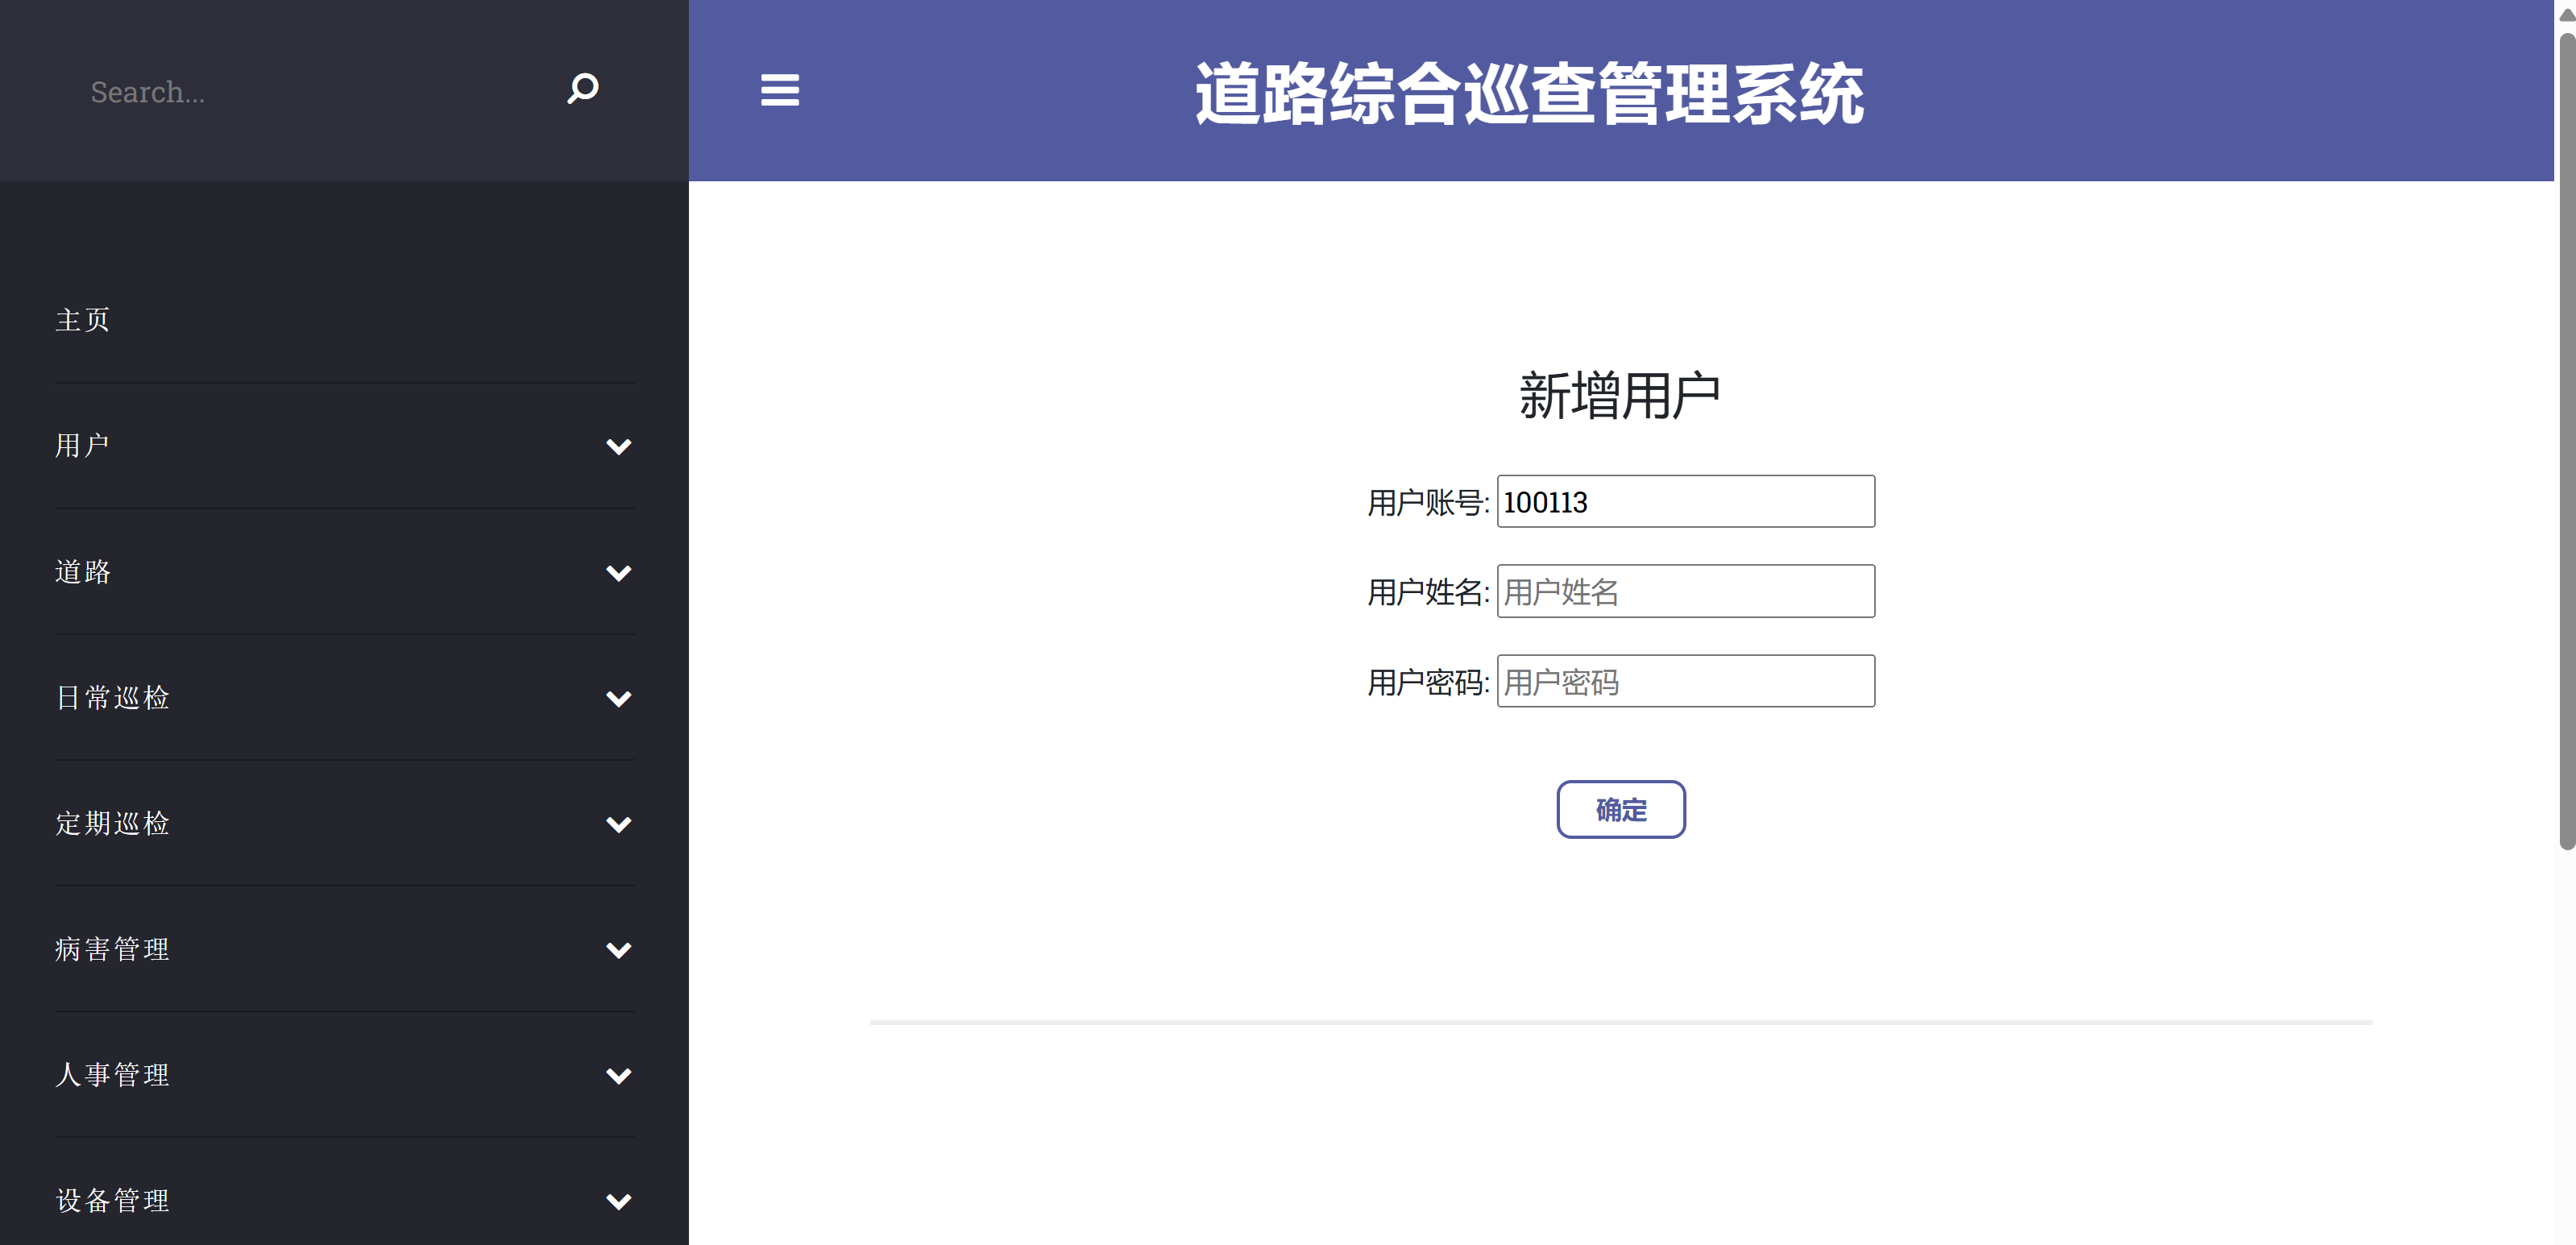 Search...
主页
用户
道路
日常巡检
定期巡检
病害管理
人事管理
设备管理
道路综合巡查管理系统
新增用户
用户账号: 100113
用户姓名: 用户姓名
用户密码: 用户密码
确定